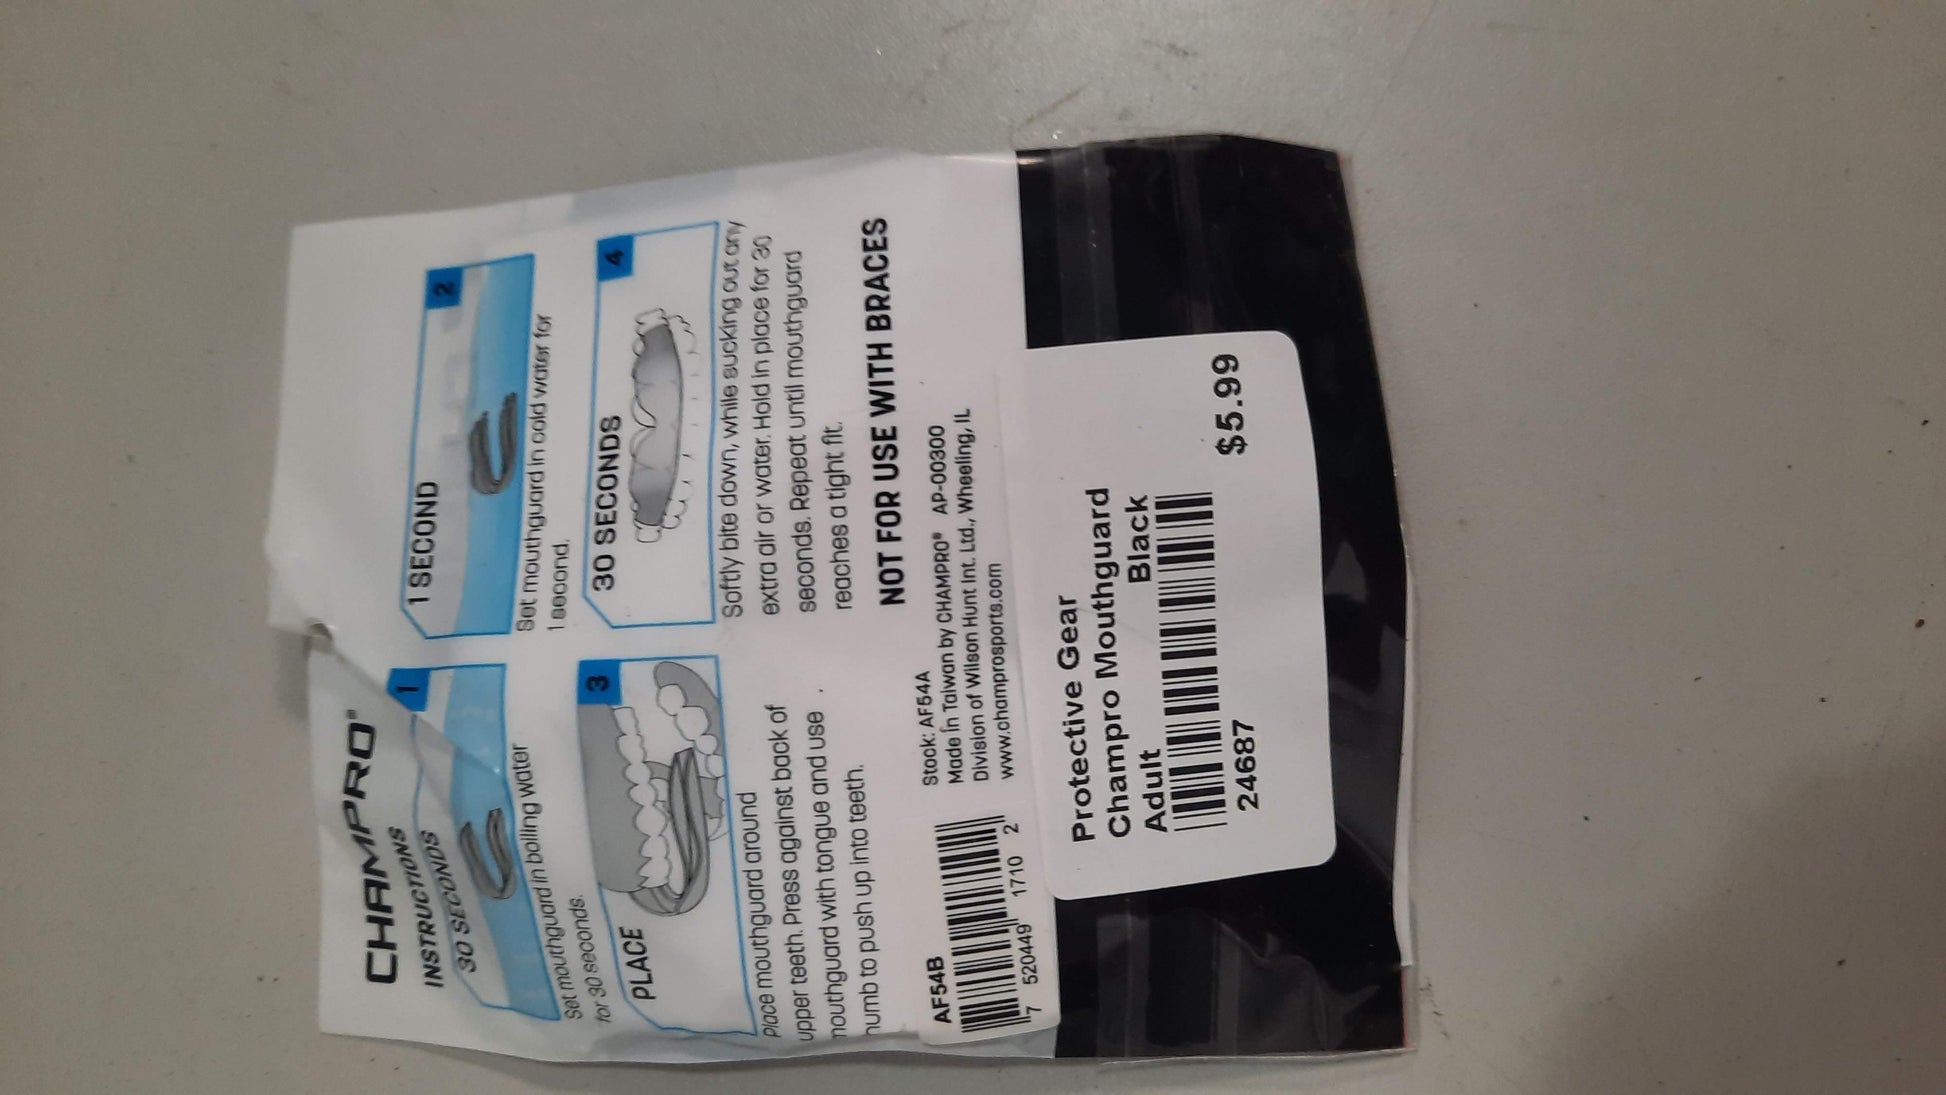 CHAMPRO®
INSTRUCTIONS
30 SECONDS
1
Set mouthguard in boiling water
for 30 seconds.
1 SECOND
2
Set mouthguard in cold water for
1 second.
PLACE
3
Place mouthguard around
upper teeth. Press against back of
mouthguard with tongue and use
humb to push up into teeth.
30 SECONDS
4
Softly bite down, while sucking out any
extra air or water. Hold in place for 30
seconds. Repeat until mouthguard
reaches a tight fit.
NOT FOR USE WITH BRACES
AF54B
7 520449 1710 2
Stock: AF54A
Made in Taiwan by CHAMPRO® AP-00300
Division of Wilson Hunt Int. Ltd., Wheeling, IL
www.champrosports.com
Protective Gear
Champro Mouthguard
Adult Black
24687
$5.99